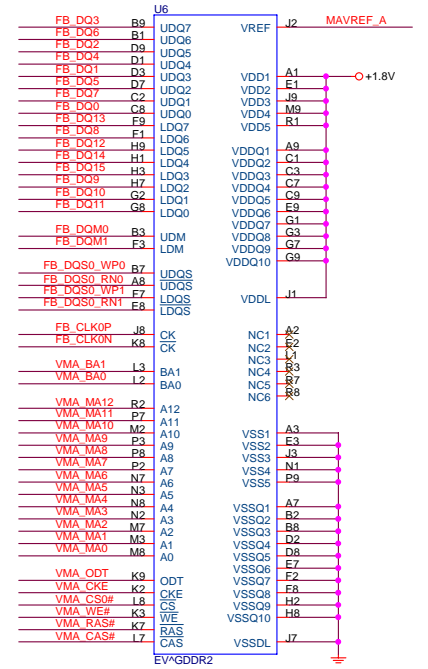 U6
FB_DQ3 B9 UDQ7 VREF J2 MAVREF_A
FB_DQ6 B1 UDQ6
FB_DQ2 D9 UDQ5
FB_DQ4 D1 UDQ4
FB_DQ1 D3 UDQ3 VDD1 A1 +1.8V
FB_DQ5 D7 UDQ2 VDD2 E1
FB_DQ7 C2 UDQ1 VDD3 J9
FB_DQ0 C8 UDQ0 VDD4 M9
FB_DQ13 F9 LDQ7 VDD5 R1
FB_DQ8 F1 LDQ6
FB_DQ12 H9 LDQ5 VDDQ1 A9
FB_DQ14 H1 LDQ4 VDDQ2 C1
FB_DQ15 H3 LDQ3 VDDQ3 C3
FB_DQ9 H7 LDQ2 VDDQ4 C7
FB_DQ10 G2 LDQ1 VDDQ5 C9
FB_DQ11 G8 LDQ0 VDDQ6 E9
VDDQ7 G1
FB_DQM0 B3 UDM VDDQ8 G3
FB_DQM1 F3 LDM VDDQ9 G7
VDDQ10 G9
FB_DQS0_WP0 B7 UDQS
FB_DQS0_RN0 A8 UDQS
FB_DQS0_WP1 F7 LDQS VDDL J1
FB_DQS0_RN1 E8 LDQS
FB_CLK0P J8 CK NC1 A2
FB_CLK0N K8 CK NC2 E2
NC3 L1
VMA_BA1 L3 BA1 NC4 R3
VMA_BA0 L2 BA0 NC5 R7
NC6 R8
VMA_MA12 R2 A12
VMA_MA11 P7 A11
VMA_MA10 M2 A10 VSS1 A3
VMA_MA9 P3 A9 VSS2 E3
VMA_MA8 P8 A8 VSS3 J3
VMA_MA7 P2 A7 VSS4 N1
VMA_MA6 N7 A6 VSS5 P9
VMA_MA5 N3 A5
VMA_MA4 N8 A4 VSSQ1 A7
VMA_MA3 N2 A3 VSSQ2 B2
VMA_MA2 M7 A2 VSSQ3 B8
VMA_MA1 M3 A1 VSSQ4 D2
VMA_MA0 M8 A0 VSSQ5 D8
VSSQ6 E7
VMA_ODT K9 ODT VSSQ7 F2
VMA_CKE K2 CKE VSSQ8 F8
VMA_CS0# L8 CS VSSQ9 H2
VMA_WE# K3 WE VSSQ10 H8
VMA_RAS# K7 RAS
VMA_CAS# L7 CAS VSSDL J7
EV^GDDR2